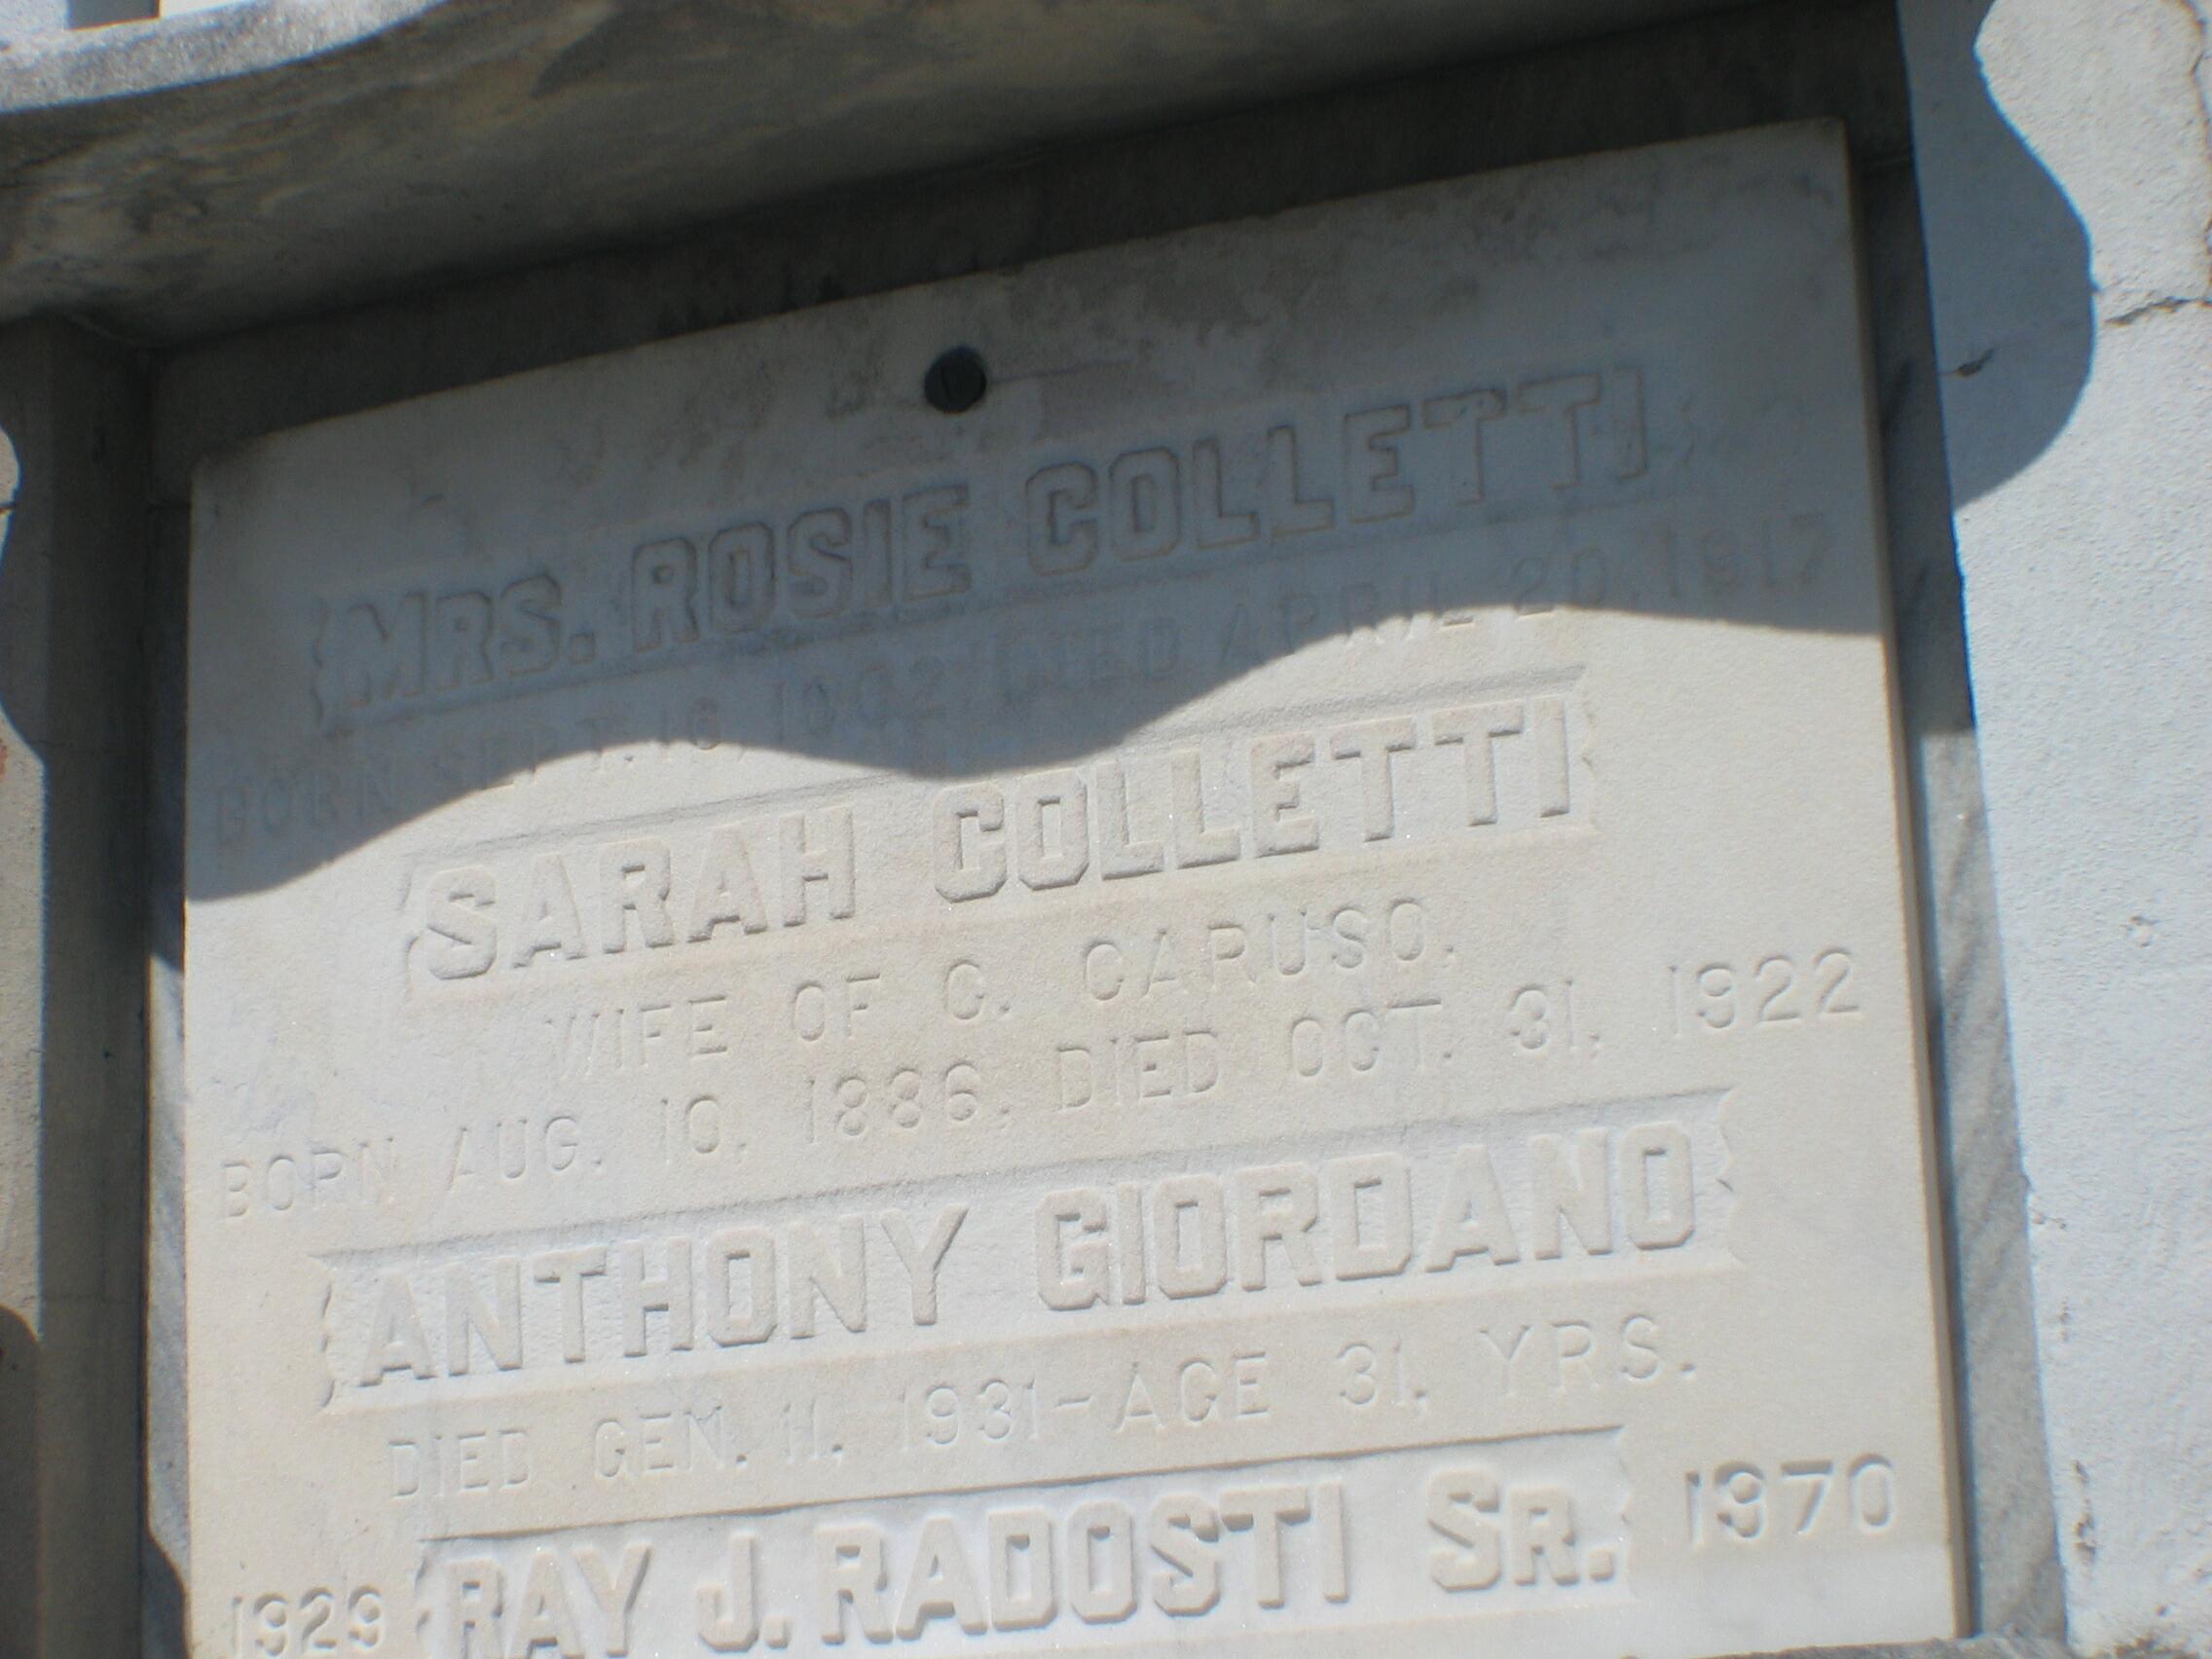 MRS. ROSIE COLLETTI
BORN SEPT. 16, DIED APRIL 20, 1917
SARAH COLLETTI
WIFE OF C. CARUSO.
BORN AUG. 10, 1886, DIED OCT. 31, 1922
ANTHONY GIORDANO
DIED GEN. 11, 1931-AGE 31, YRS.
1929 RAY J. RADOSTI SR. 1970